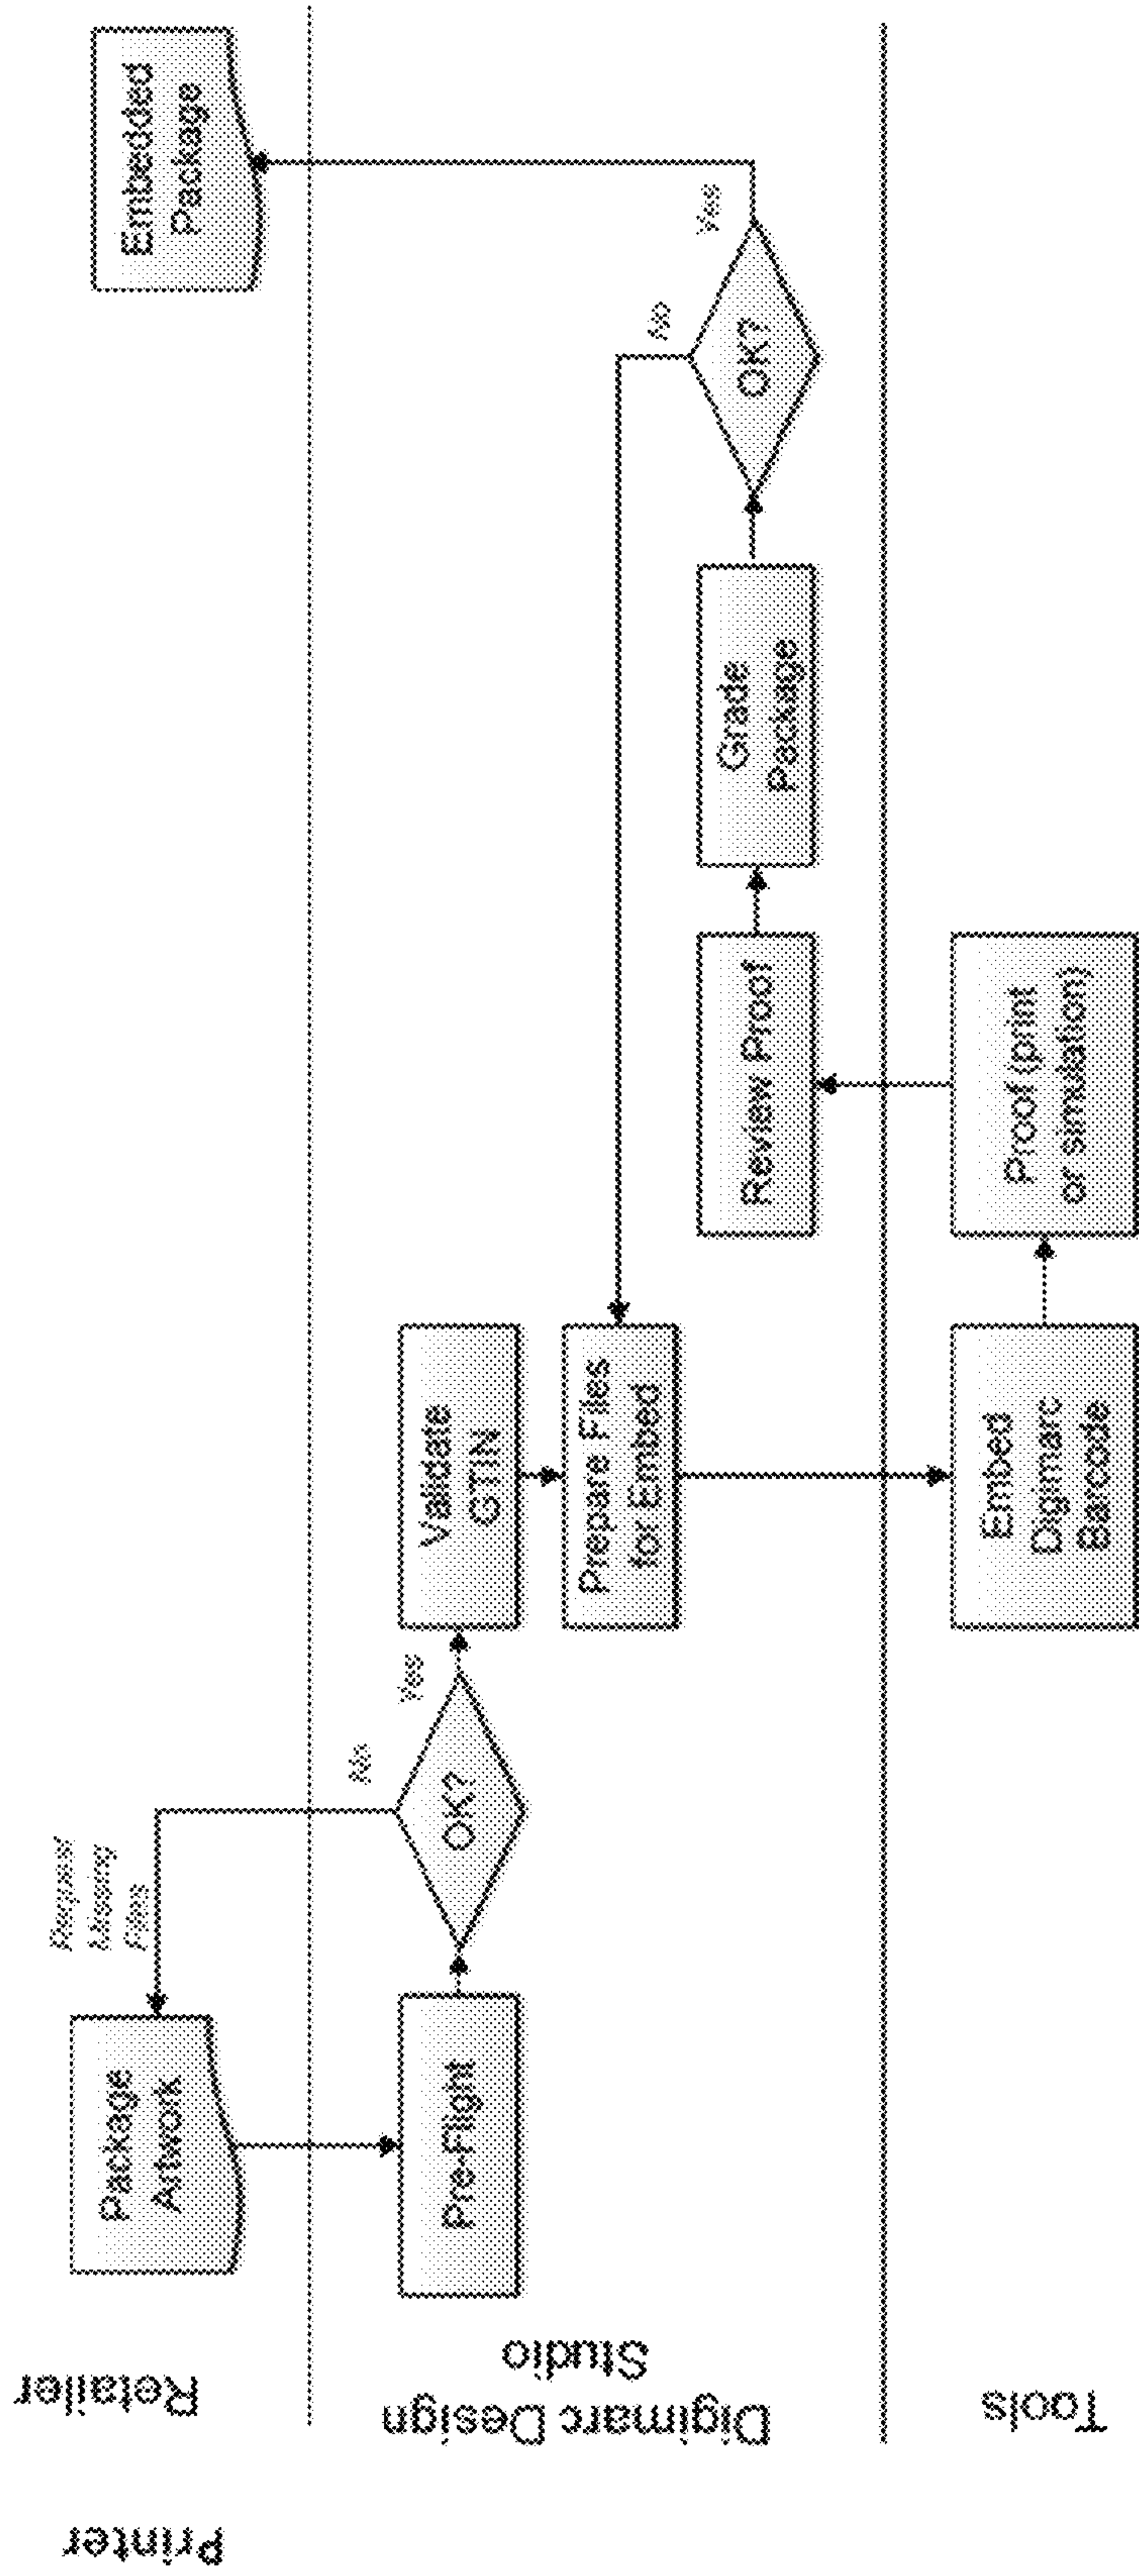 Printer
Retailer
Package
Artwork
Request
Missing
Files
Embedded
Package
Digimarc Design
Studio
Pre-Flight
OK?
No
Yes
Validate
GTIN
Prepare Files
for Embed
Review Proof
Grade
Package
OK?
No
Yes
Tools
Embed
Digimarc
Barcode
Proof (print
or simulation)